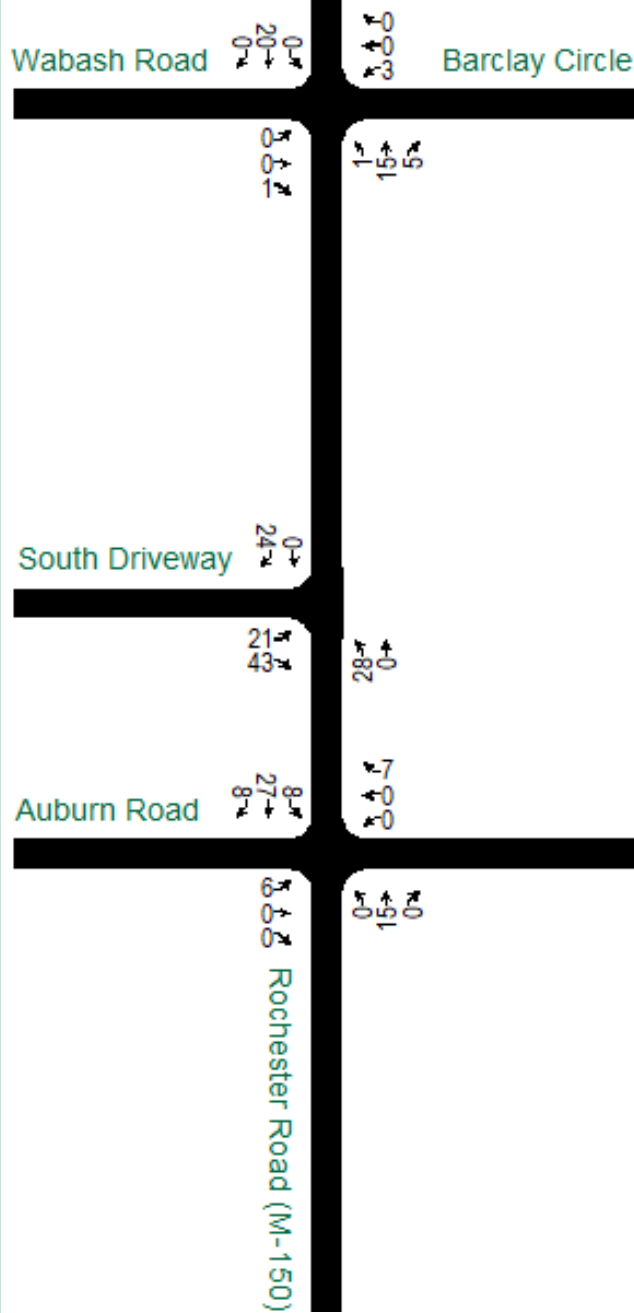 0 20 0
0
0
3
Wabash Road
Barclay Circle
0
0
1
1 15 5
24 0
South Driveway
21
43
28 0
8 27 8
7
0
0
Auburn Road
6
0
0
0 15 0
Rochester Road (M-150)